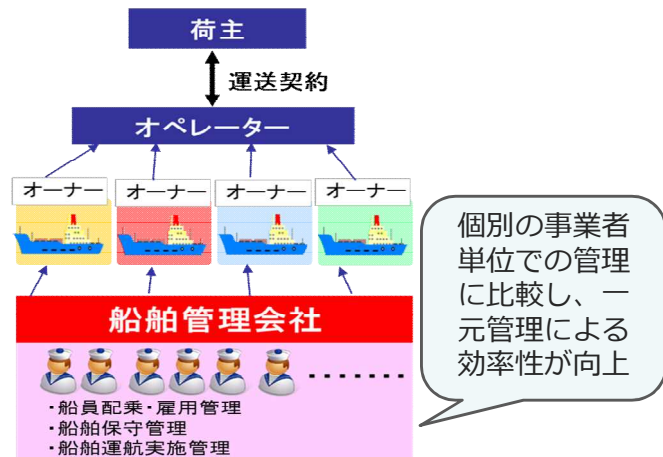 荷主
運送契約
オペレーター
オーナー オーナー オーナー オーナー
船舶管理会社
・・・・・・・
・船員配乗・雇用管理
・船舶保守管理
・船舶運航実施管理
個別の事業者
単位での管理
に比較し、一
元管理による
効率性が向上